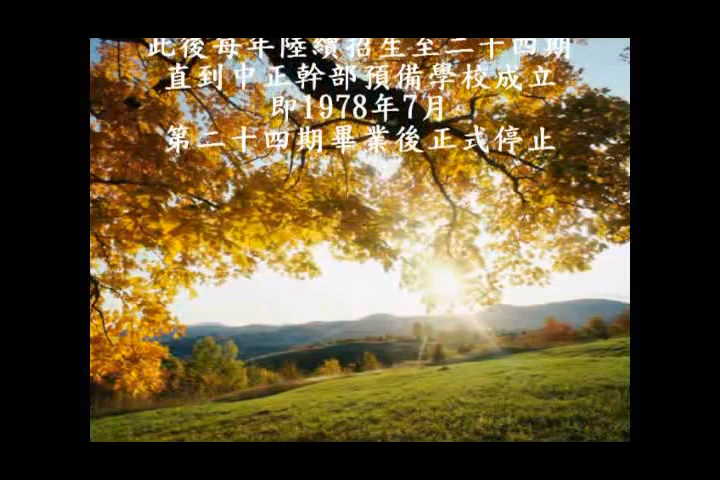 此後每年陸續招生至二十四期
直到中正幹部預備學校成立
即1978年7月
第二十四期畢業後正式停止